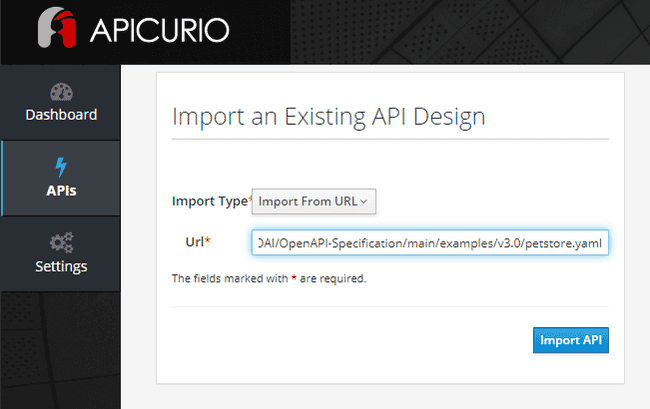 APICURIO
Dashboard
APIs
Settings
Import an Existing API Design
Import Type* Import From URL
Url* OAI/OpenAPI-Specification/main/examples/v3.0/petstore.yaml
The fields marked with * are required.
Import API